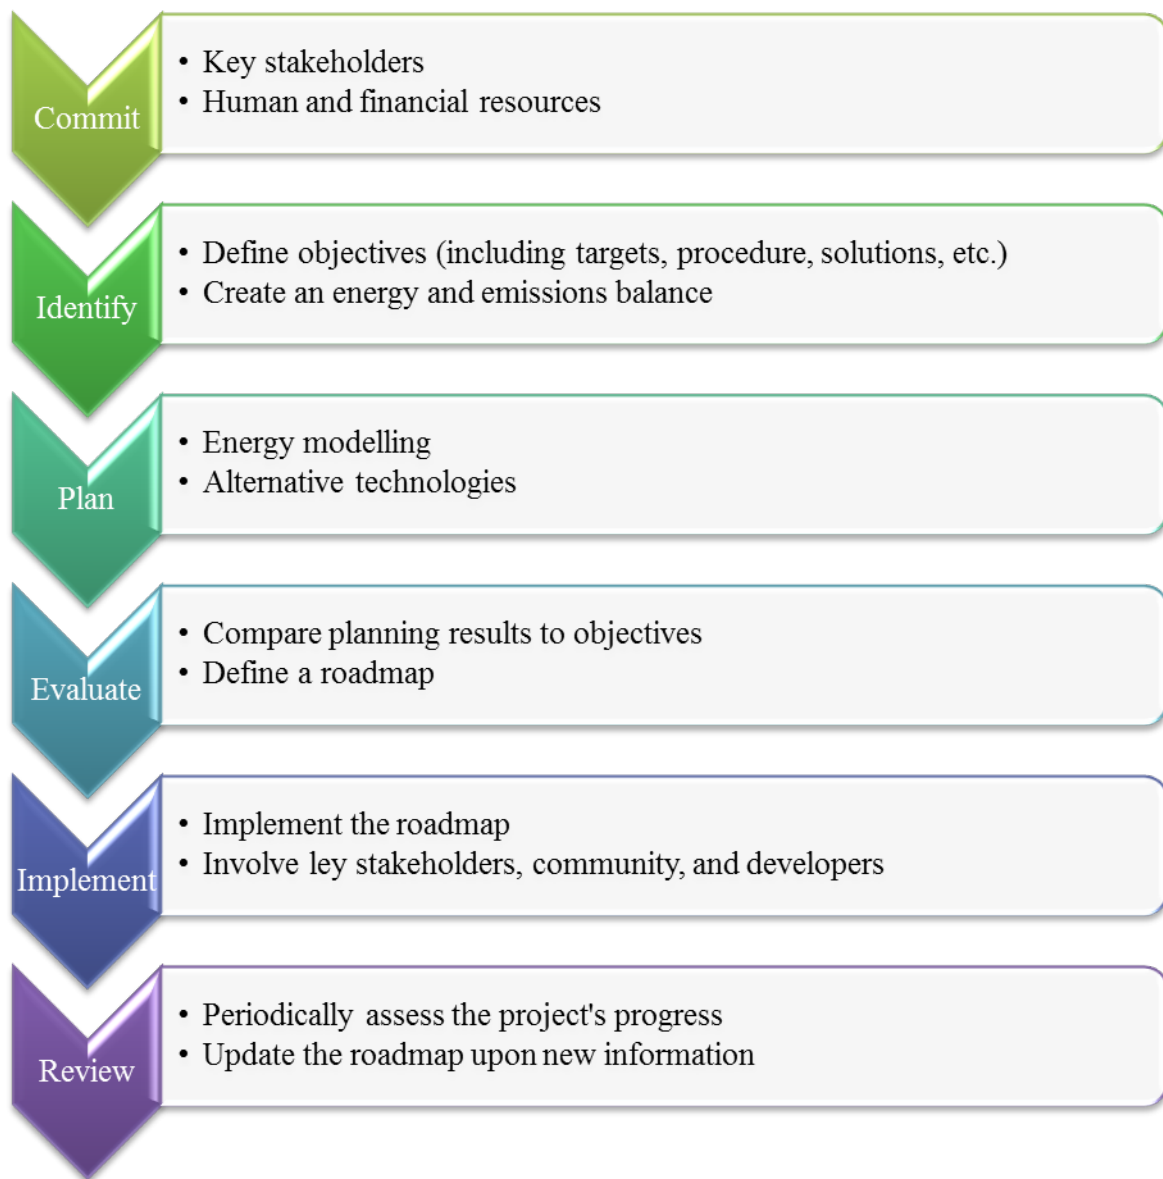 Commit
• Key stakeholders
• Human and financial resources
Identify
• Define objectives (including targets, procedure, solutions, etc.)
• Create an energy and emissions balance
Plan
• Energy modelling
• Alternative technologies
Evaluate
• Compare planning results to objectives
• Define a roadmap
Implement
• Implement the roadmap
• Involve ley stakeholders, community, and developers
Review
• Periodically assess the project's progress
• Update the roadmap upon new information